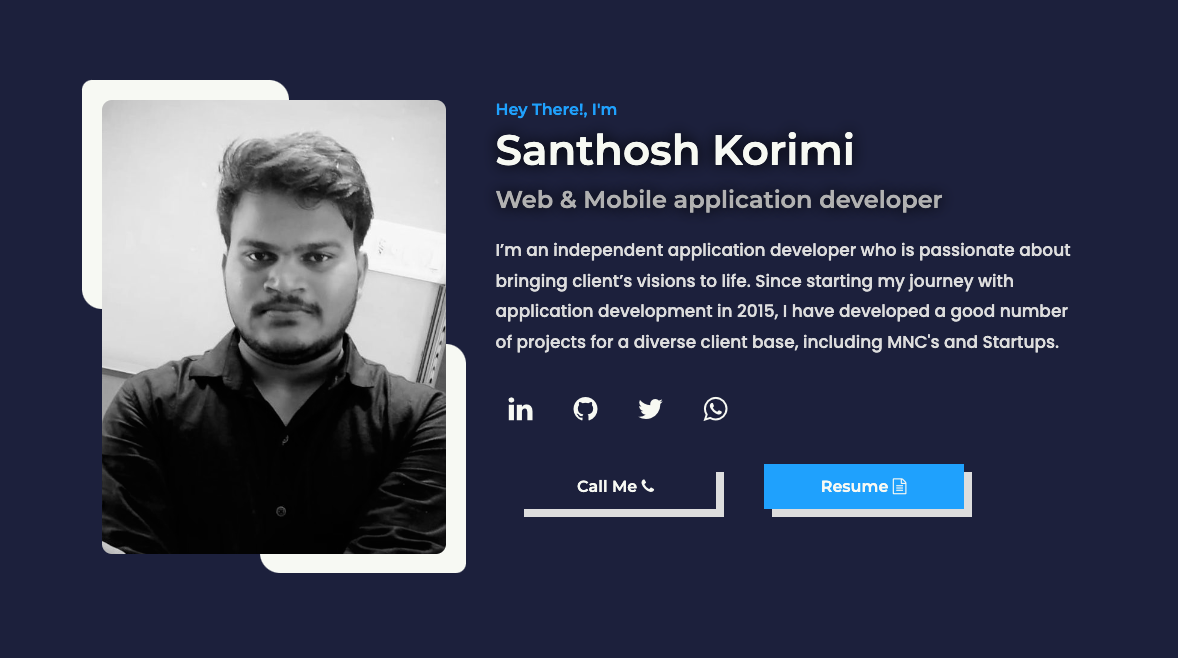 Hey There!, I'm
Santhosh Korimi
Web & Mobile application developer
I’m an independent application developer who is passionate about
bringing client’s visions to life. Since starting my journey with
application development in 2015, I have developed a good number
of projects for a diverse client base, including MNC's and Startups.
in
Call Me
Resume